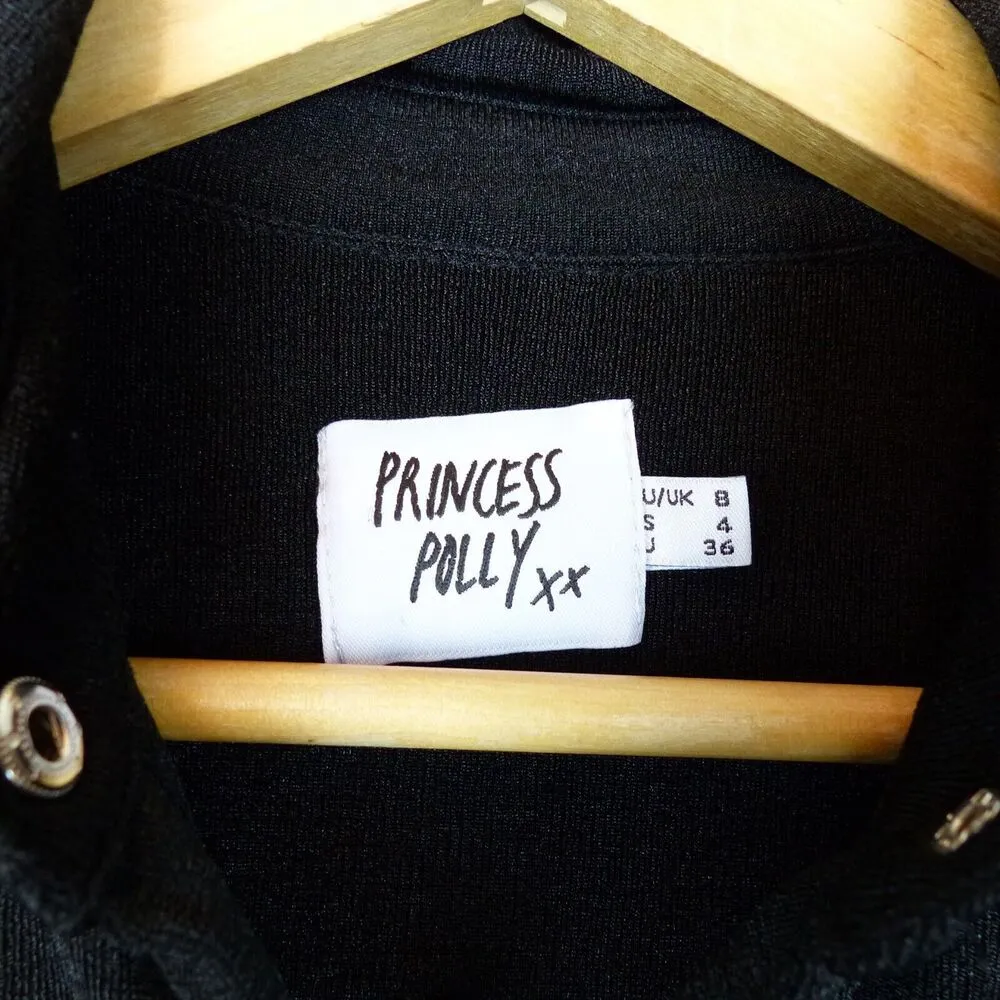 PRINCESS
POLLY xx
U/UK 8
S 4
U 36